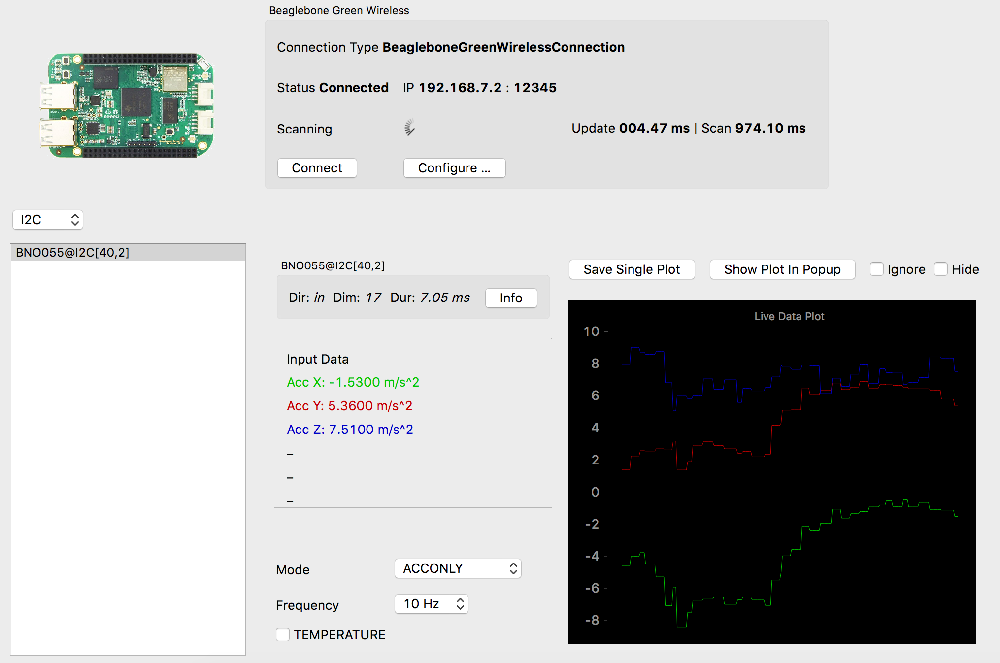 Beaglebone Green Wireless
Connection Type BeagleboneGreenWirelessConnection
Status Connected IP 192.168.7.2 : 12345
Scanning
Update 004.47 ms | Scan 974.10 ms
Connect
Configure ...
I2C
BNO055@I2C[40,2]
BNO055@I2C[40,2]
Dir: in Dim: 17 Dur: 7.05 ms
Info
Save Single Plot
Show Plot In Popup
Ignore
Hide
Input Data
Acc X: -1.5300 m/s^2
Acc Y: 5.3600 m/s^2
Acc Z: 7.5100 m/s^2
–
–
–
Mode
ACCONLY
Frequency
10 Hz
TEMPERATURE
Live Data Plot
10
8
6
4
2
0
-2
-4
-6
-8